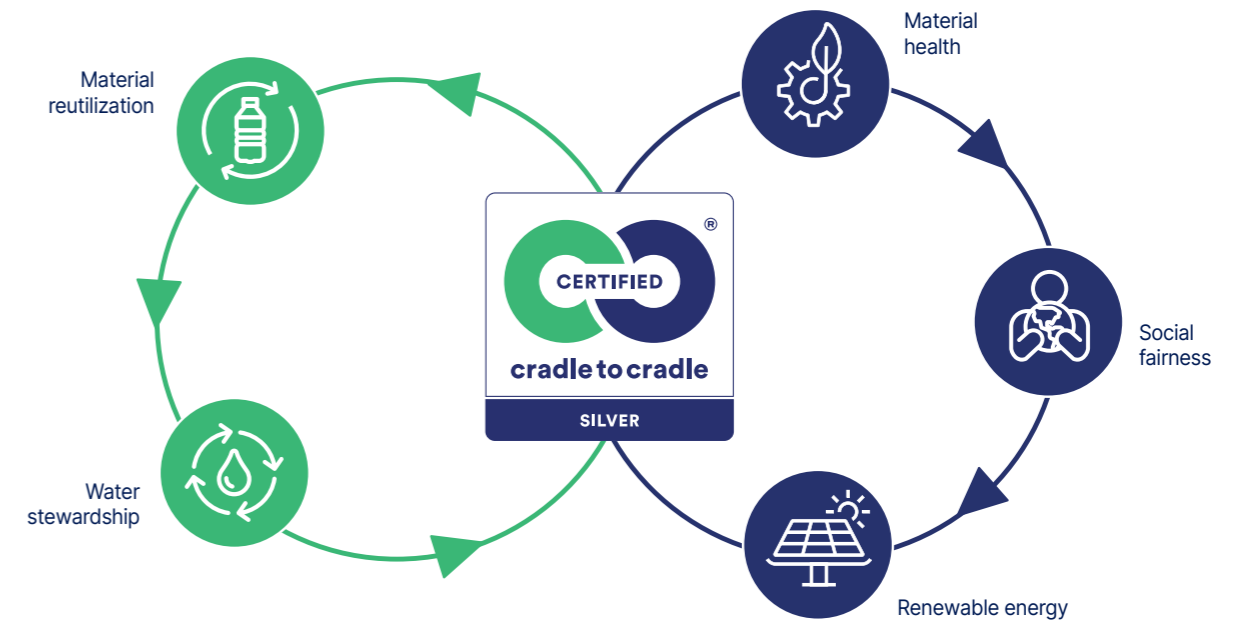 Material
health
Material
reutilization
®
CERTIFIED
cradle to cradle
SILVER
Social
fairness
Water
stewardship
Renewable energy